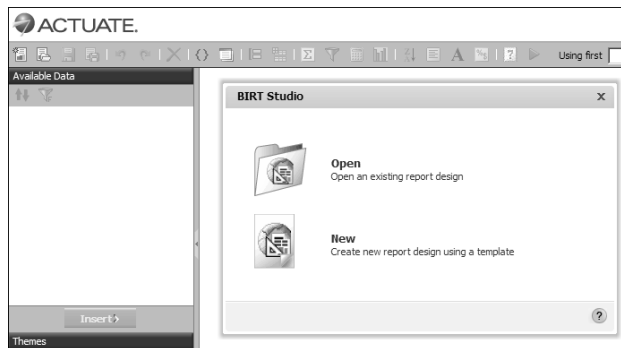 ACTUATE.
Using first
Available Data
BIRT Studio
x
Open
Open an existing report design
New
Create new report design using a template
Insert
?
Themes